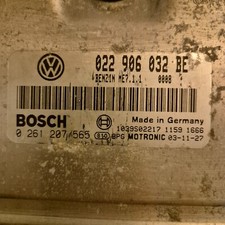 022 906 032 BE
BENZIN ME7.1.1 0008
BOSCH
Made in Germany
0 261 207 565
1039S02217 1159 1666
BPG MOTRONIC 03-11-27